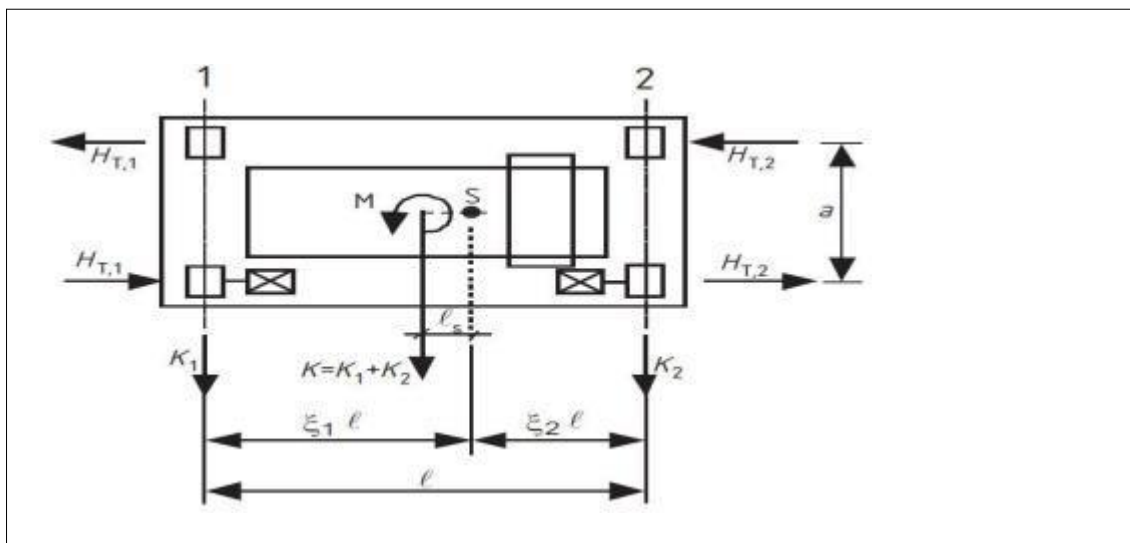 1 2
H_T,1 H_T,2
M S a
H_T,1 H_T,2
ℓ_s
K_1 K=K_1+K_2 K_2
ξ_1 ℓ ξ_2 ℓ
ℓ